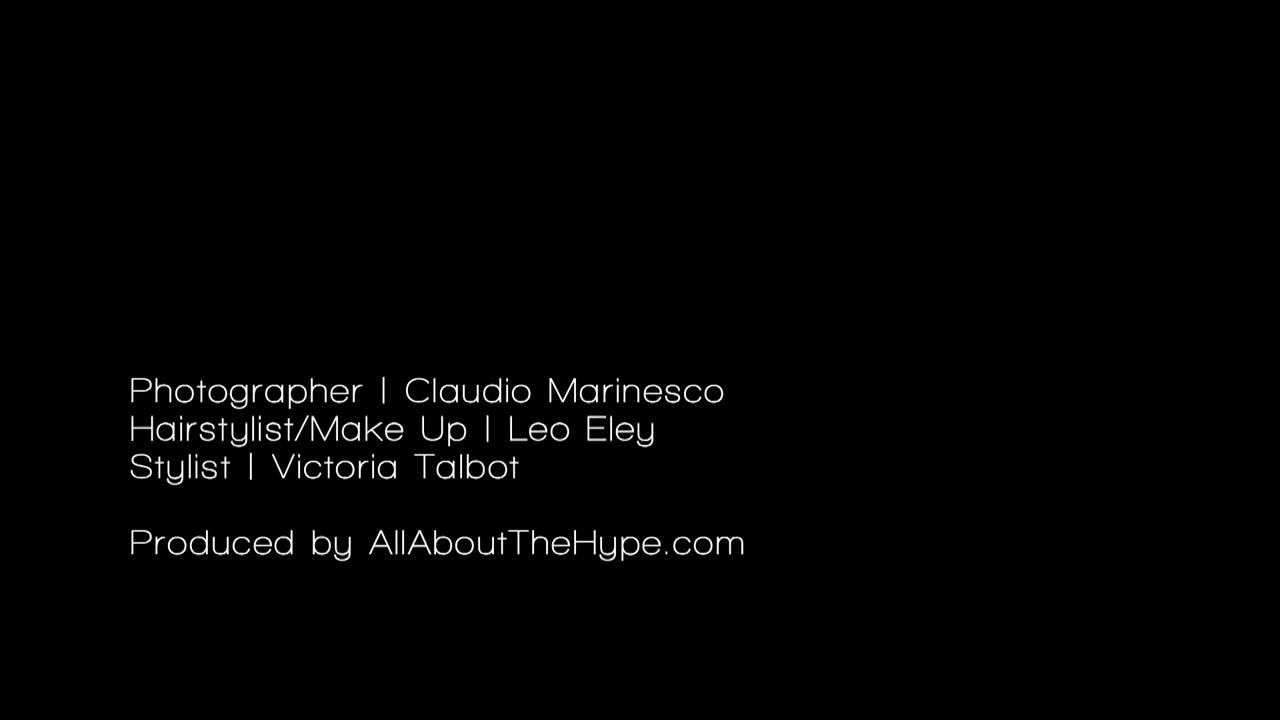 Photographer | Claudio Marinesco
Hairstylist/Make Up | Leo Eley
Stylist | Victoria Talbot
Produced by AllAboutTheHype.com